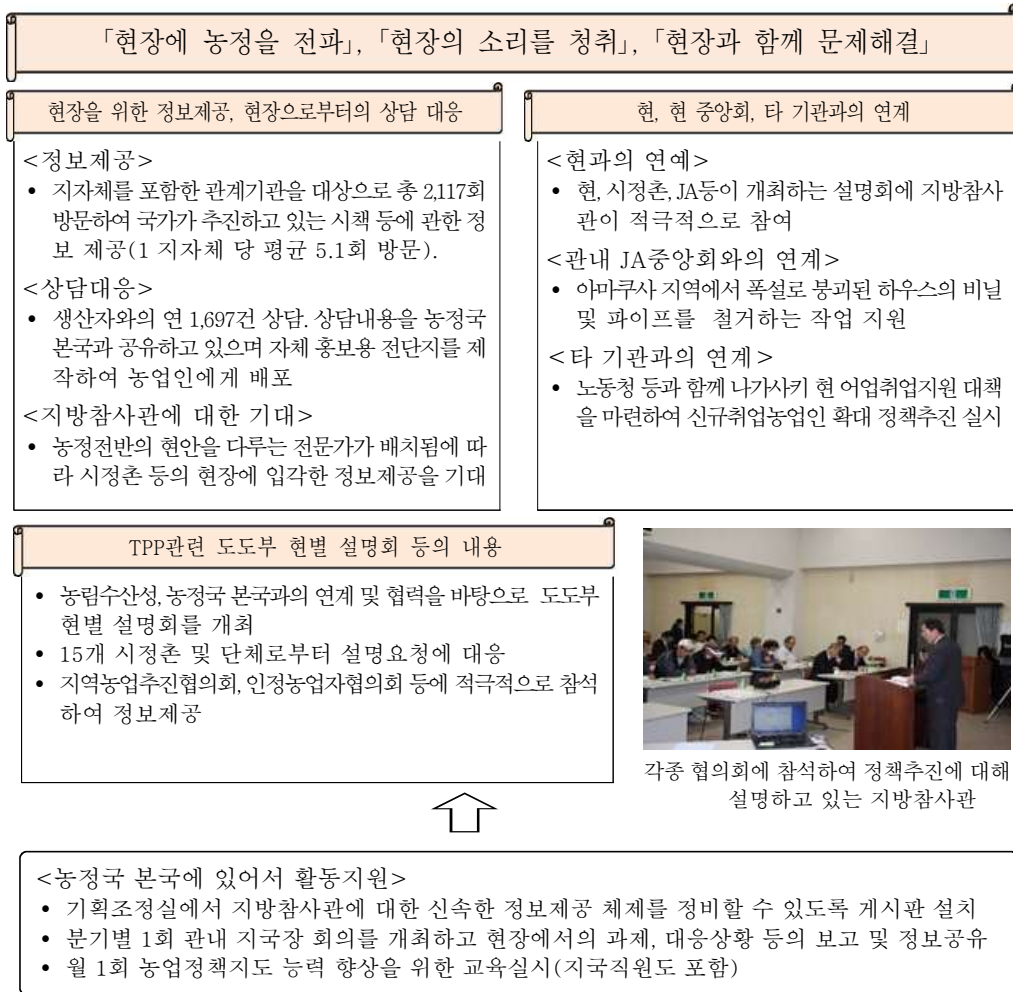 「현장에 농정을 전파」, 「현장의 소리를 청취」, 「현장과 함께 문제해결」
현장을 위한 정보제공, 현장으로부터의 상담 대응
<정보제공>
• 지자체를 포함한 관계기관을 대상으로 총 2,117회
방문하여 국가가 추진하고 있는 시책 등에 관한 정
보 제공(1 지자체 당 평균 5.1회 방문).
<상담대응>
• 생산자와의 연 1,697건 상담. 상담내용을 농정국
본국과 공유하고 있으며 자체 홍보용 전단지를 제
작하여 농업인에게 배포
<지방참사관에 대한 기대>
• 농정전반의 현안을 다루는 전문가가 배치됨에 따
라 시정촌 등의 현장에 입각한 정보제공을 기대
현, 현 중앙회, 타 기관과의 연계
<현과의 연예>
• 현, 시정촌, JA등이 개최하는 설명회에 지방참사
관이 적극적으로 참여
<관내 JA중앙회와의 연계>
• 아마쿠사 지역에서 폭설로 붕괴된 하우스의 비닐
및 파이프를 철거하는 작업 지원
<타 기관과의 연계>
• 노동청 등과 함께 나가사키 현 어업취업지원 대책
을 마련하여 신규취업농업인 확대 정책추진 실시
TPP관련 도도부 현별 설명회 등의 내용
• 농림수산성, 농정국 본국과의 연계 및 협력을 바탕으로 도도부
현별 설명회를 개최
• 15개 시정촌 및 단체로부터 설명요청에 대응
• 지역농업추진협의회, 인정농업자협의회 등에 적극적으로 참석
하여 정보제공
각종 협의회에 참석하여 정책추진에 대해
설명하고 있는 지방참사관
<농정국 본국에 있어서 활동지원>
• 기획조정실에서 지방참사관에 대한 신속한 정보제공 체제를 정비할 수 있도록 게시판 설치
• 분기별 1회 관내 지국장 회의를 개최하고 현장에서의 과제, 대응상황 등의 보고 및 정보공유
• 월 1회 농업정책지도 능력 향상을 위한 교육실시(지국직원도 포함)